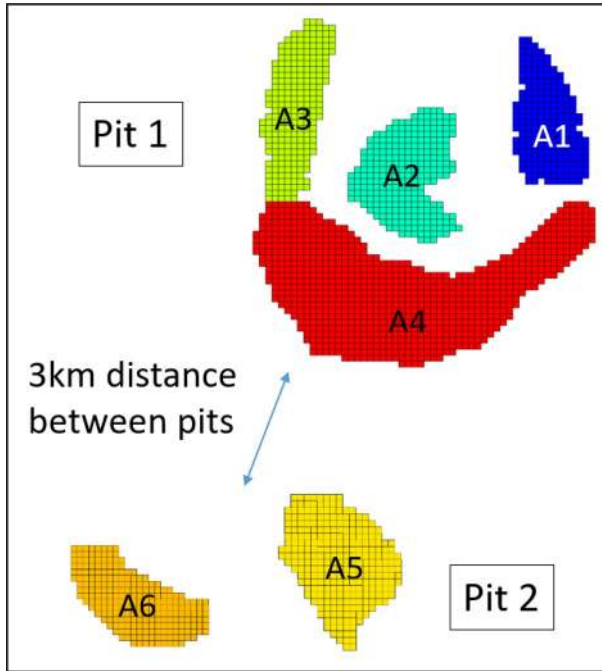 A3
Pit 1
A1
A2
A4
3km distance
between pits
A5
A6
Pit 2